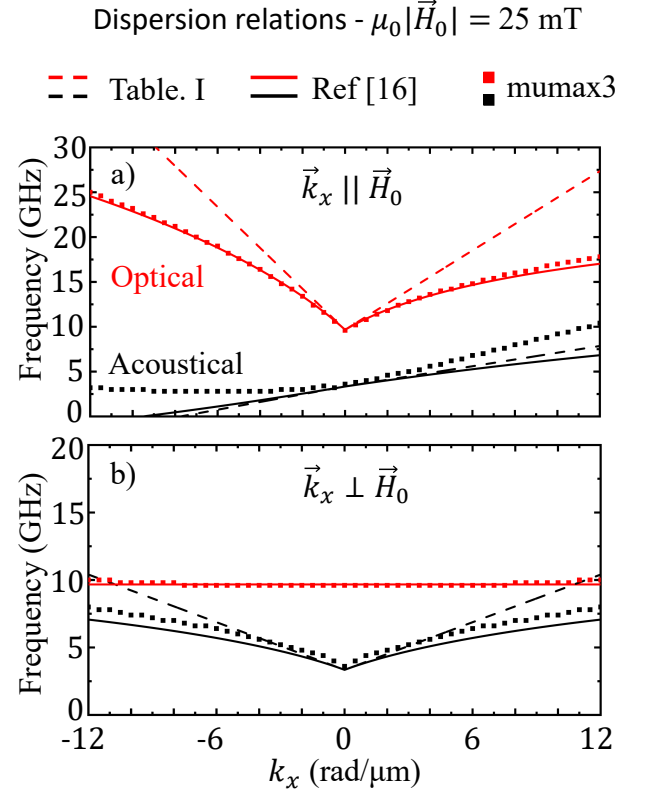 Dispersion relations - μ₀|H⃗₀| = 25 mT
Table. I Ref [16] mumax3
a) k⃗ₓ || H⃗₀
Optical
Acoustical
Frequency (GHz)
30
25
20
15
10
5
0
b) k⃗ₓ ⊥ H⃗₀
Frequency (GHz)
20
15
10
5
0
-12 -6 0 6 12
kₓ (rad/μm)